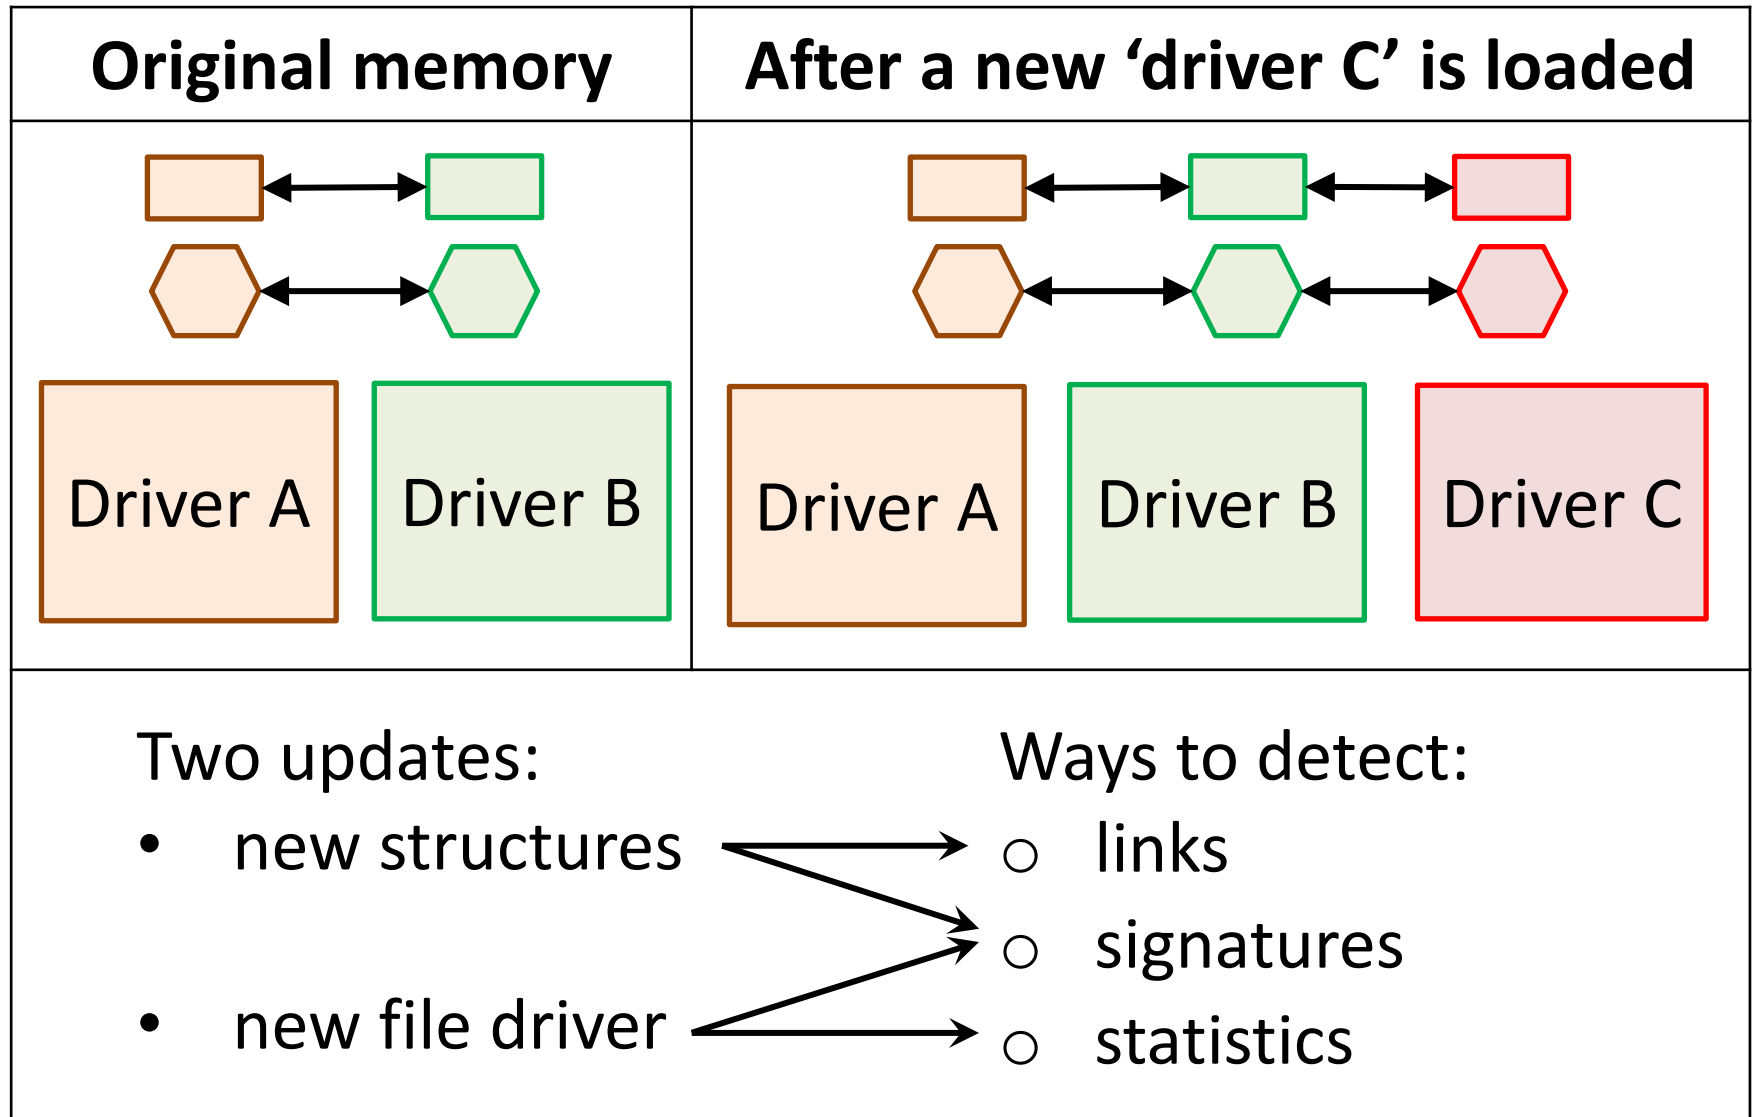 Original memory
After a new ‘driver C’ is loaded
Driver A
Driver B
Driver A
Driver B
Driver C
Two updates:
• new structures
• new file driver
Ways to detect:
○ links
○ signatures
○ statistics